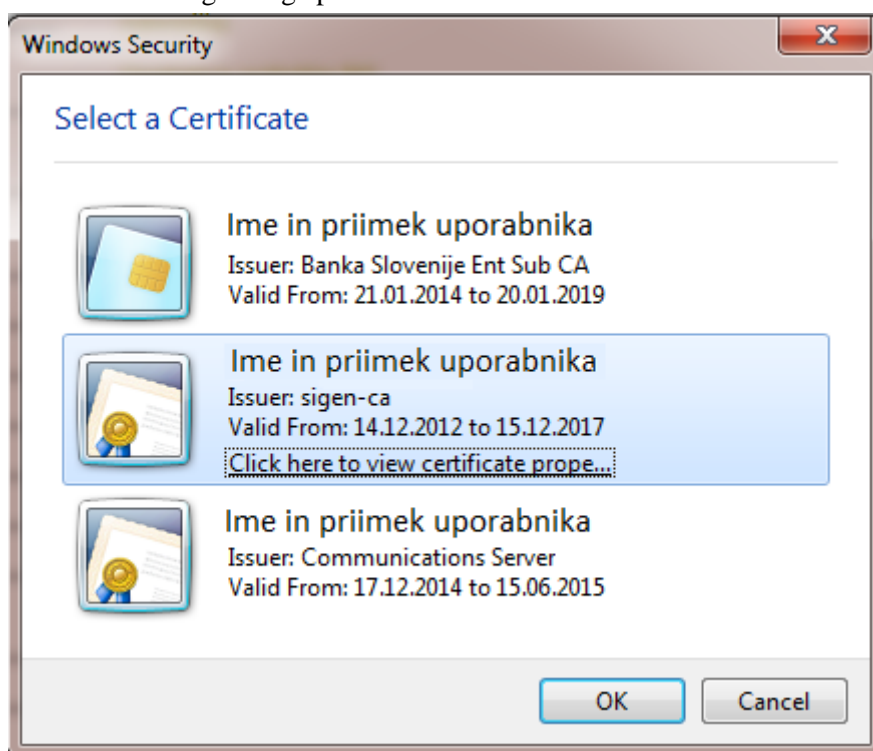 Windows Security
Select a Certificate
Ime in priimek uporabnika
Issuer: Banka Slovenije Ent Sub CA
Valid From: 21.01.2014 to 20.01.2019
Ime in priimek uporabnika
Issuer: sigen-ca
Valid From: 14.12.2012 to 15.12.2017
Click here to view certificate prope...
Ime in priimek uporabnika
Issuer: Communications Server
Valid From: 17.12.2014 to 15.06.2015
OK Cancel